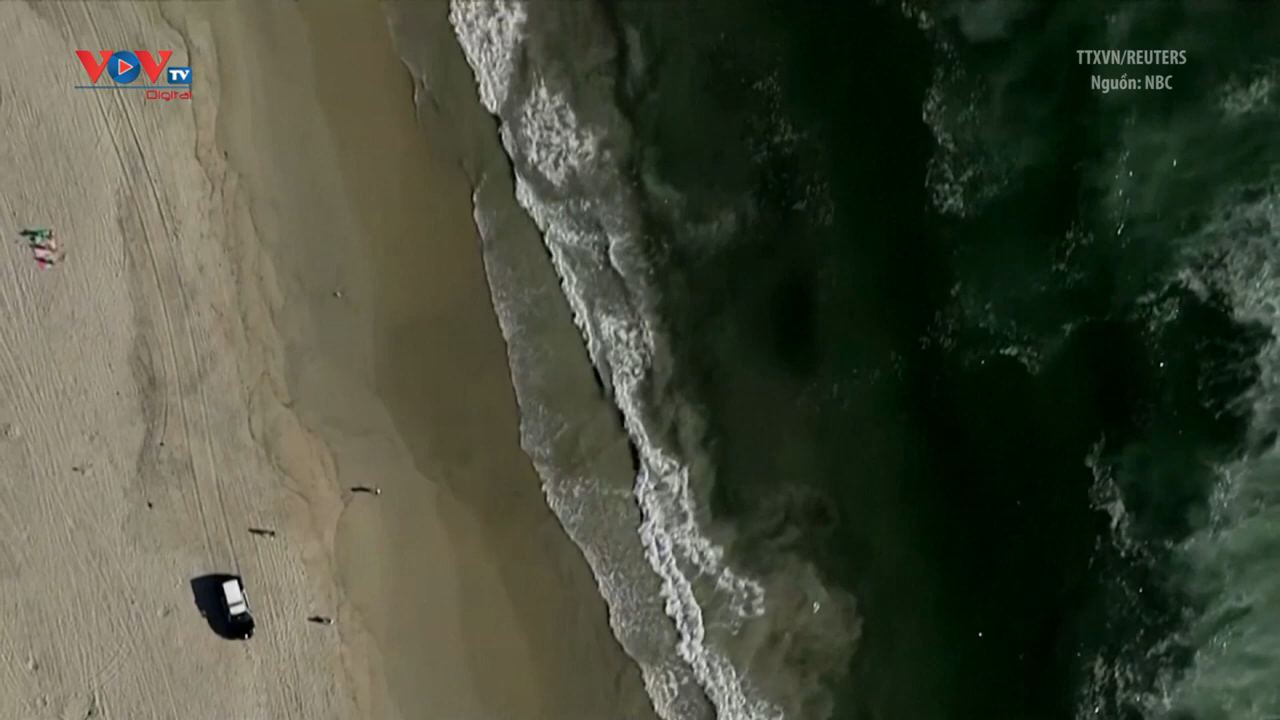 VOV TV
Digital
TTXVN/REUTERS
Nguồn: NBC